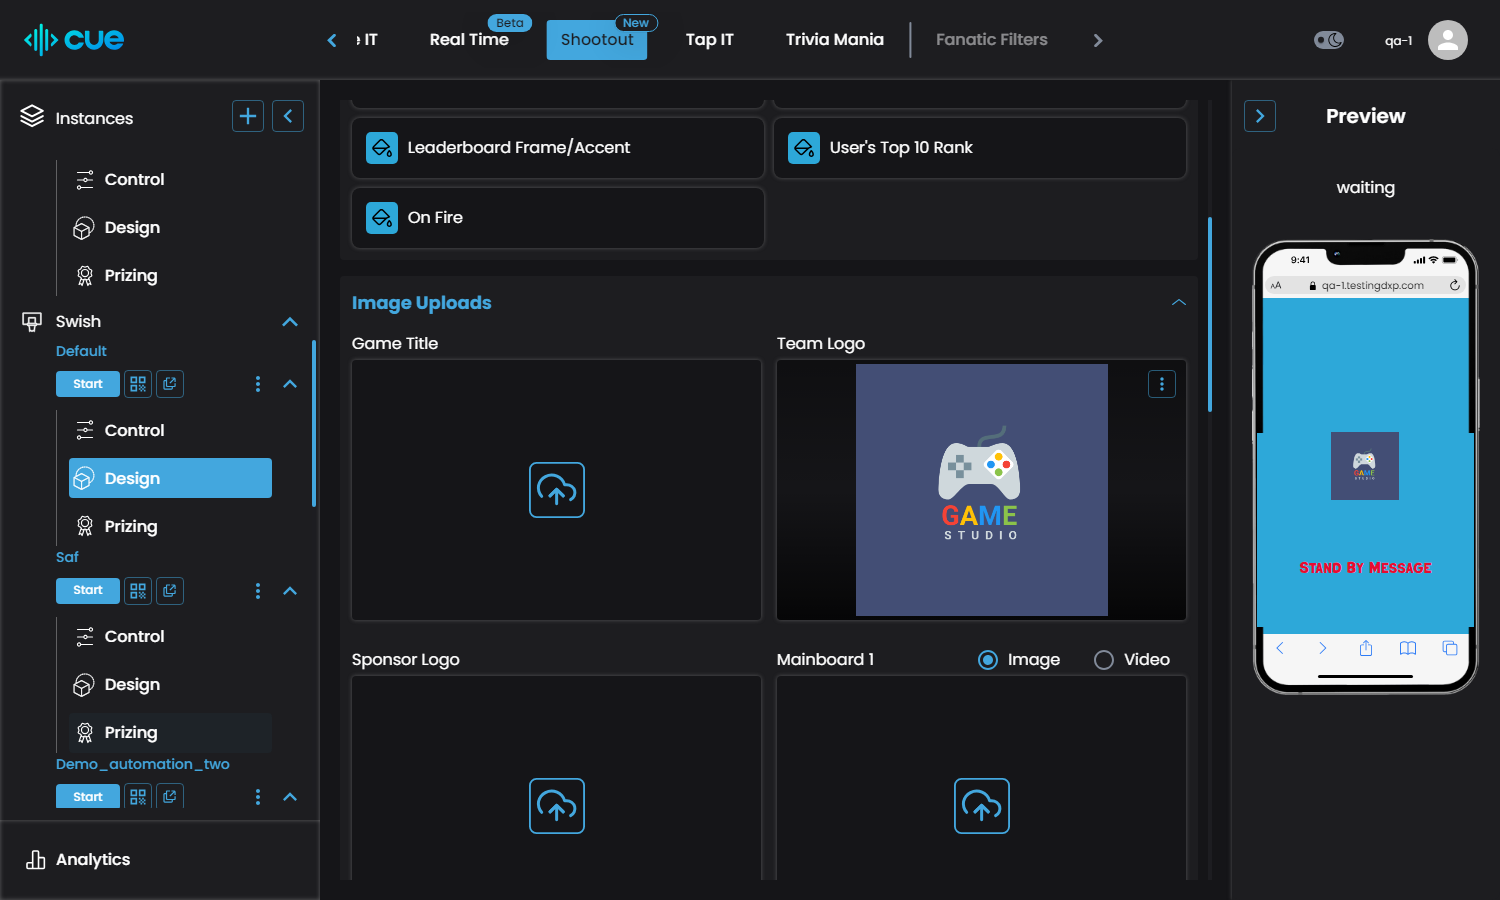 cue
e IT
Real Time
Beta
Shootout
New
Tap IT
Trivia Mania
Fanatic Filters
qa-1
Instances
Control
Design
Prizing
Swish
Default
Start
Control
Design
Prizing
Saf
Start
Control
Design
Prizing
Demo_automation_two
Start
Analytics
Leaderboard Frame/Accent
User's Top 10 Rank
On Fire
Image Uploads
Game Title
Team Logo
GAME
STUDIO
Sponsor Logo
Mainboard 1
Image
Video
Preview
waiting
9:41
AA
qa-1.testingdxp.com
GAME
STUDIO
Stand By Message